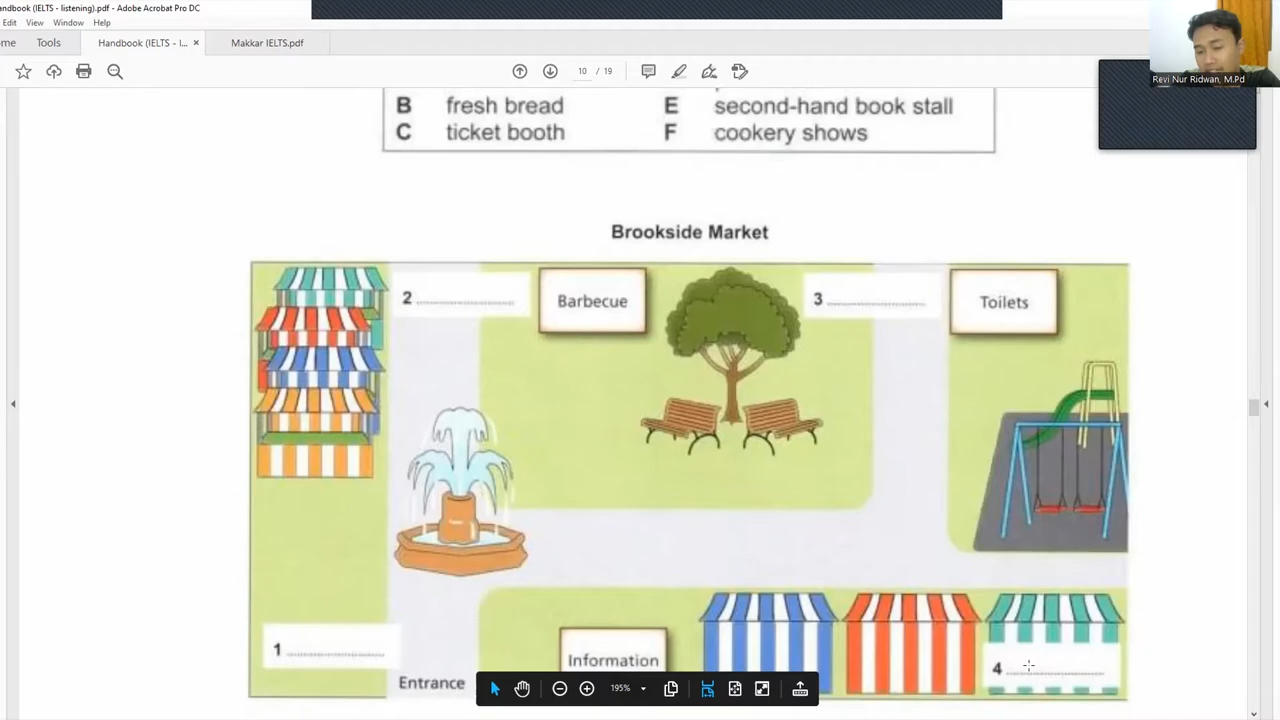 andbook (IELTS - listening).pdf - Adobe Acrobat Pro DC
Edit View Window Help
me Tools Handbook (IELTS - l... × Makkar IELTS.pdf
10 / 19
Revi Nur Ridwan, M.Pd
B fresh bread E second-hand book stall
C ticket booth F cookery shows
Brookside Market
2 Barbecue 3 Toilets
1 Information 4
Entrance
195%